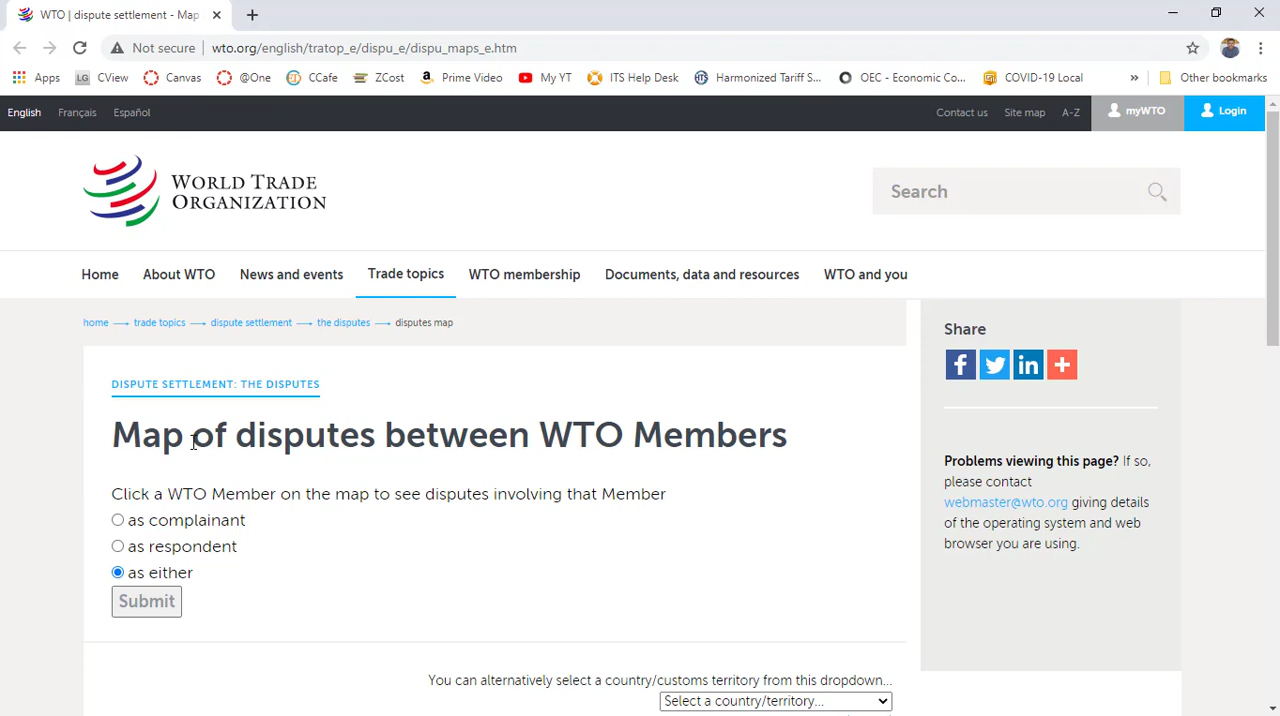 WTO | dispute settlement - Map
Not secure
wto.org/english/tratop_e/dispu_e/dispu_maps_e.htm
Apps
LG CView
Canvas
@One
CCafe
ZCost
Prime Video
My YT
ITS Help Desk
Harmonized Tariff S...
OEC - Economic Co...
COVID-19 Local
»
Other bookmarks
English
Français
Español
Contact us
Site map
A-Z
myWTO
Login
WORLD TRADE
ORGANIZATION
Search
Home
About WTO
News and events
Trade topics
WTO membership
Documents, data and resources
WTO and you
home → trade topics → dispute settlement → the disputes → disputes map
DISPUTE SETTLEMENT: THE DISPUTES
Map of disputes between WTO Members
Click a WTO Member on the map to see disputes involving that Member
as complainant
as respondent
as either
Submit
You can alternatively select a country/customs territory from this dropdown...
Select a country/territory...
Share
Problems viewing this page? If so,
please contact
webmaster@wto.org giving details
of the operating system and web
browser you are using.